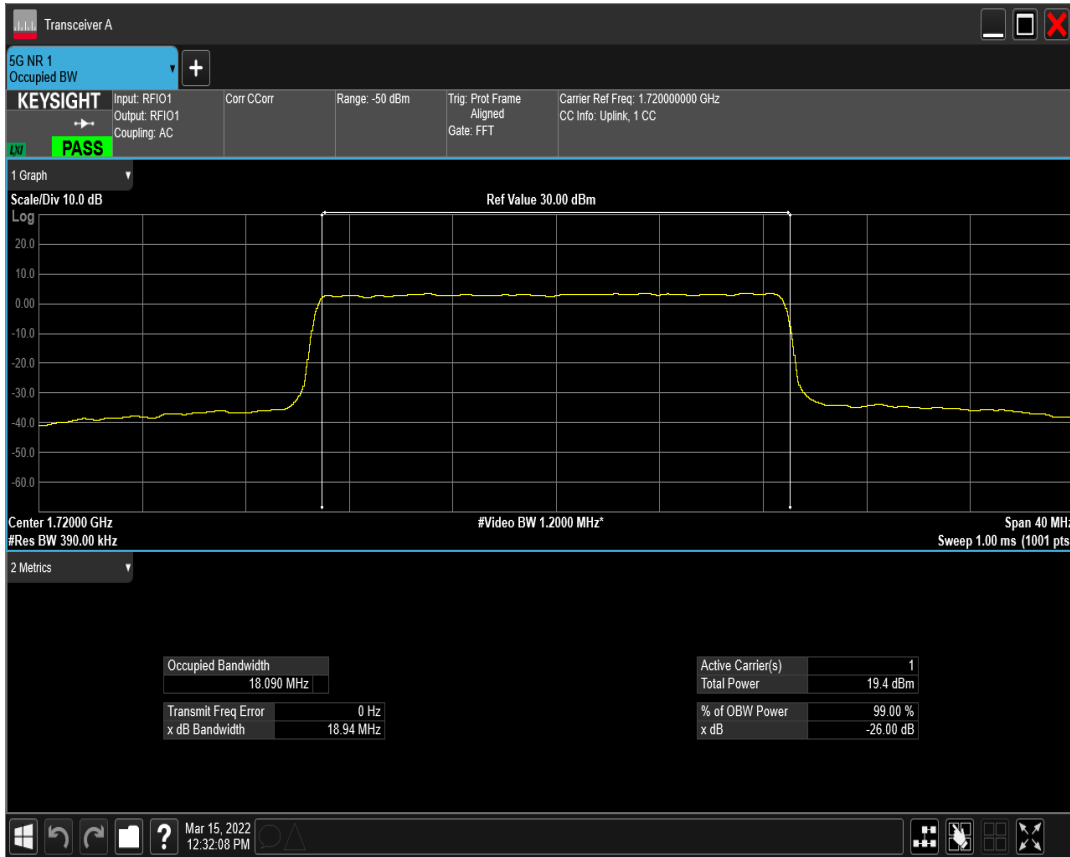 Transceiver A
5G NR 1
Occupied BW
+
KEYSIGHT
Input: RFIO1
Output: RFIO1
Coupling: AC
Corr CCorr
Range: -50 dBm
Trig: Prot Frame
Aligned
Gate: FFT
Carrier Ref Freq: 1.720000000 GHz
CC Info: Uplink, 1 CC
LXI
PASS
1 Graph
Scale/Div 10.0 dB
Ref Value 30.00 dBm
Log
20.0
10.0
0.00
-10.0
-20.0
-30.0
-40.0
-50.0
-60.0
Center 1.72000 GHz
#Video BW 1.2000 MHz*
Span 40 MHz
#Res BW 390.00 kHz
Sweep 1.00 ms (1001 pts
2 Metrics
Occupied Bandwidth
18.090 MHz
Transmit Freq Error 0 Hz
x dB Bandwidth 18.94 MHz
Active Carrier(s) 1
Total Power 19.4 dBm
% of OBW Power 99.00 %
x dB -26.00 dB
?
Mar 15, 2022
12:32:08 PM